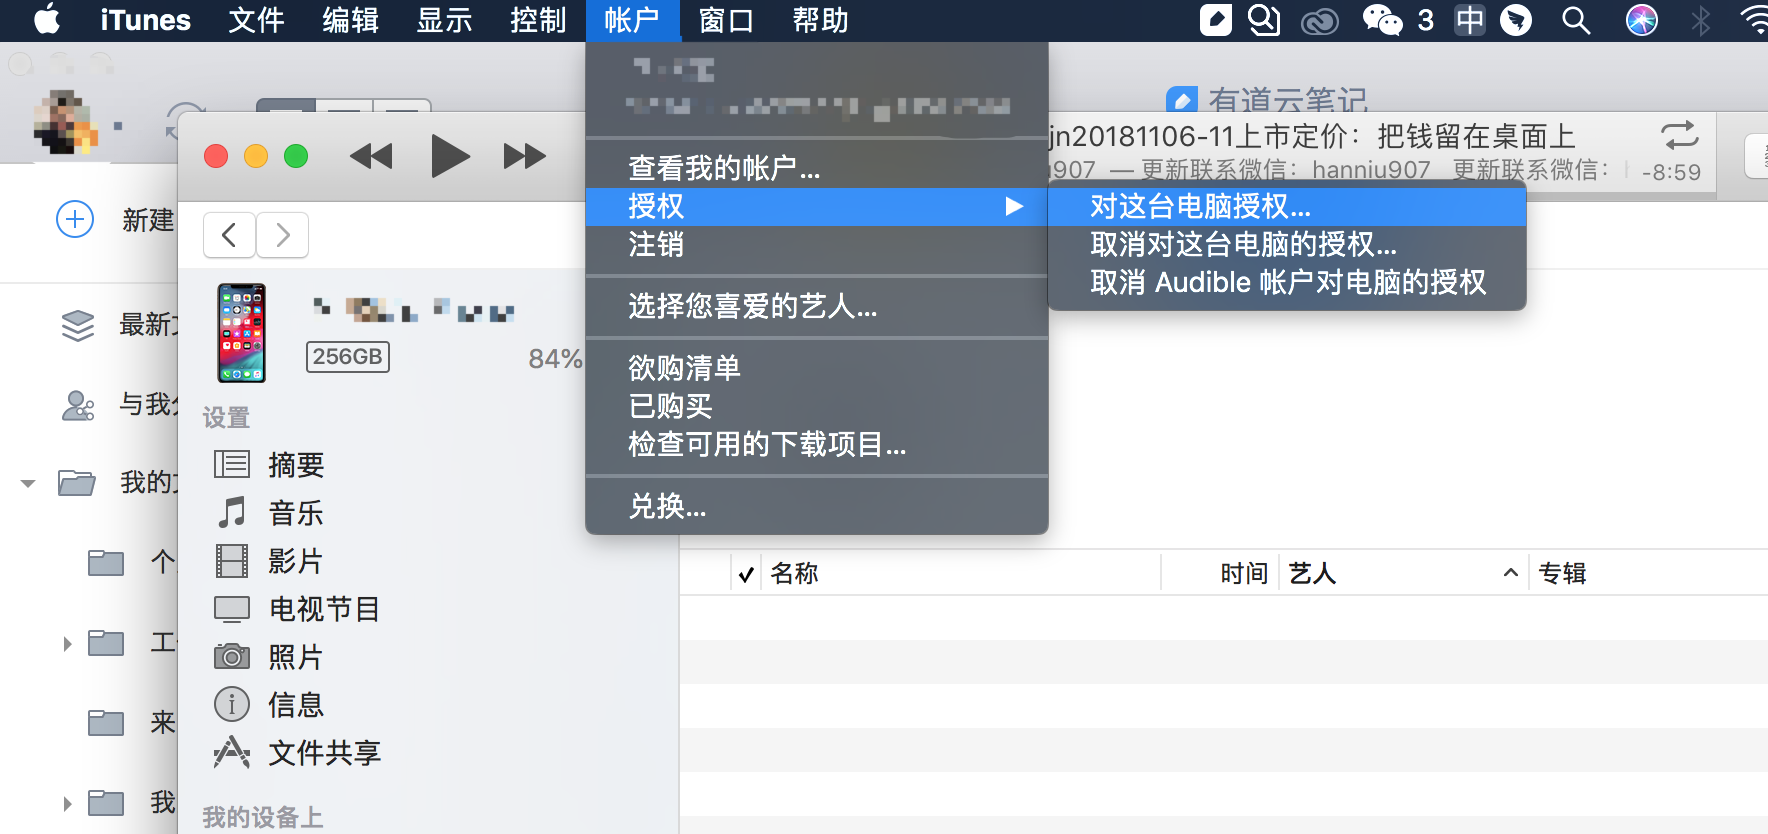 iTunes 文件 编辑 显示 控制 帐户 窗口 帮助 3 中
有道云笔记
jn20181106-11上市定价：把钱留在桌面上
907 — 更新联系微信：hanniu907 更新联系微信：
-8:59
查看我的帐户...
授权
注销
选择您喜爱的艺人...
欲购清单
已购买
检查可用的下载项目...
兑换...
对这台电脑授权...
取消对这台电脑的授权...
取消 Audible 帐户对电脑的授权
新建
最新
与我
我的
个
工
来
我
256GB
84%
设置
摘要
音乐
影片
电视节目
照片
信息
文件共享
我的设备上
名称 时间 艺人 专辑